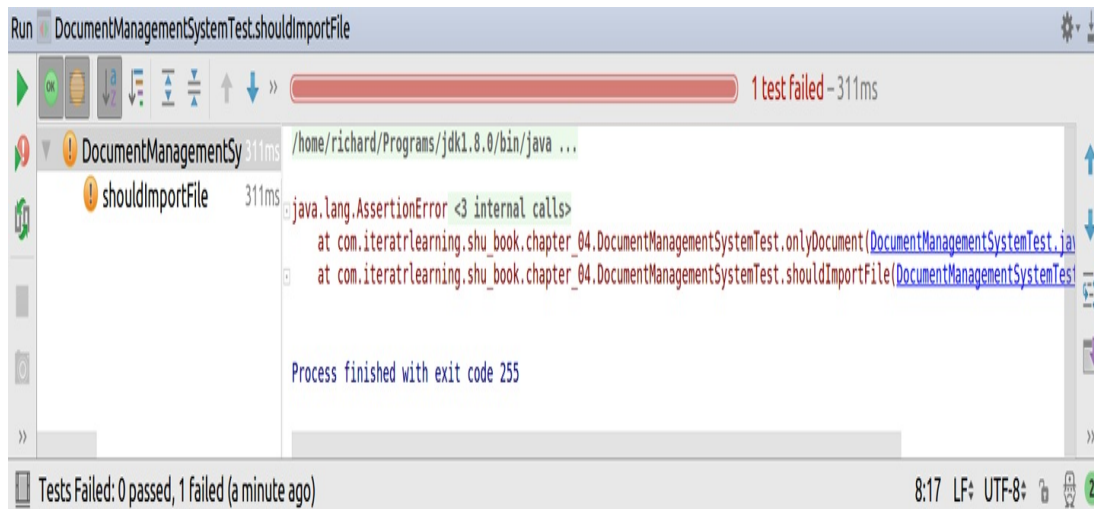 Run DocumentManagementSystemTest.shouldImportFile
OK
a
z
»
1 test failed – 311ms
DocumentManagementSy 311ms
shouldImportFile 311ms
/home/richard/Programs/jdk1.8.0/bin/java ...
java.lang.AssertionError <3 internal calls>
at com.iteratrlearning.shu_book.chapter_04.DocumentManagementSystemTest.onlyDocument(DocumentManagementSystemTest.jav
at com.iteratrlearning.shu_book.chapter_04.DocumentManagementSystemTest.shouldImportFile(DocumentManagementSystemTest
Process finished with exit code 255
»
»
Tests Failed: 0 passed, 1 failed (a minute ago)
8:17 LF UTF-8 2